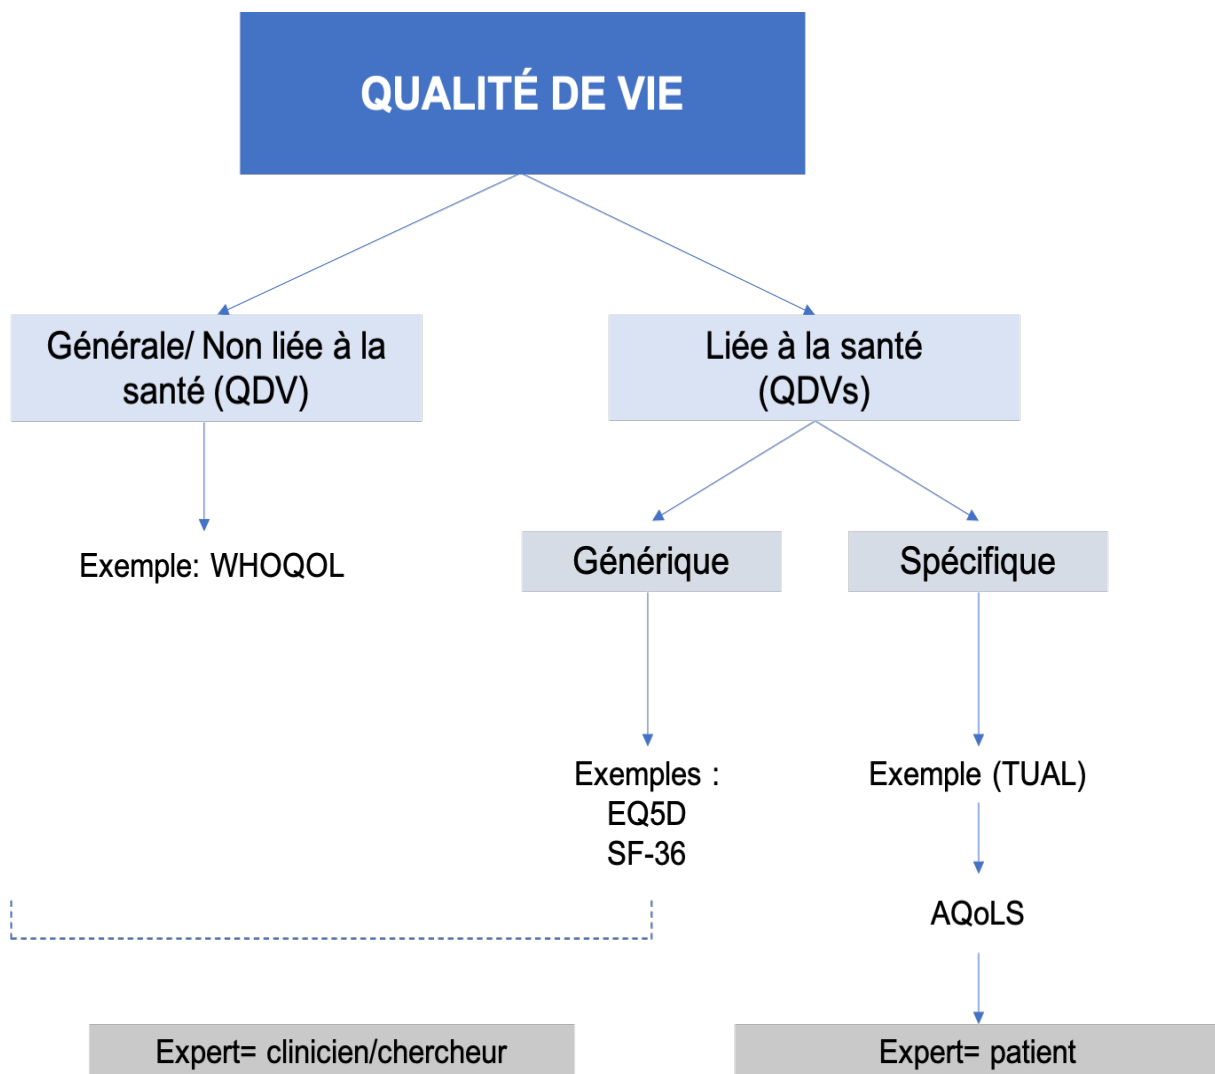 QUALITÉ DE VIE
Générale/ Non liée à la
santé (QDV)
Liée à la santé
(QDVs)
Exemple: WHOQOL
Générique
Spécifique
Exemples :
EQ5D
SF-36
Exemple (TUAL)
AQoLS
Expert= clinicien/chercheur
Expert= patient